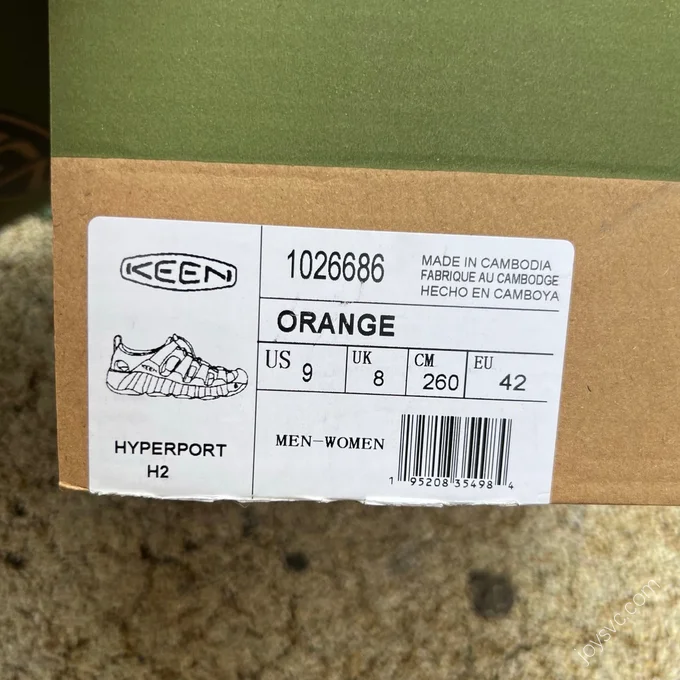 KEEN
KEEN
HYPERPORT
H2
1026686
MADE IN CAMBODIA
FABRIQUE AU CAMBODGE
HECHO EN CAMBOYA
ORANGE
US 9
UK 8
CM 260
EU 42
MEN-WOMEN
1 95208 35498 4
joysvc.com